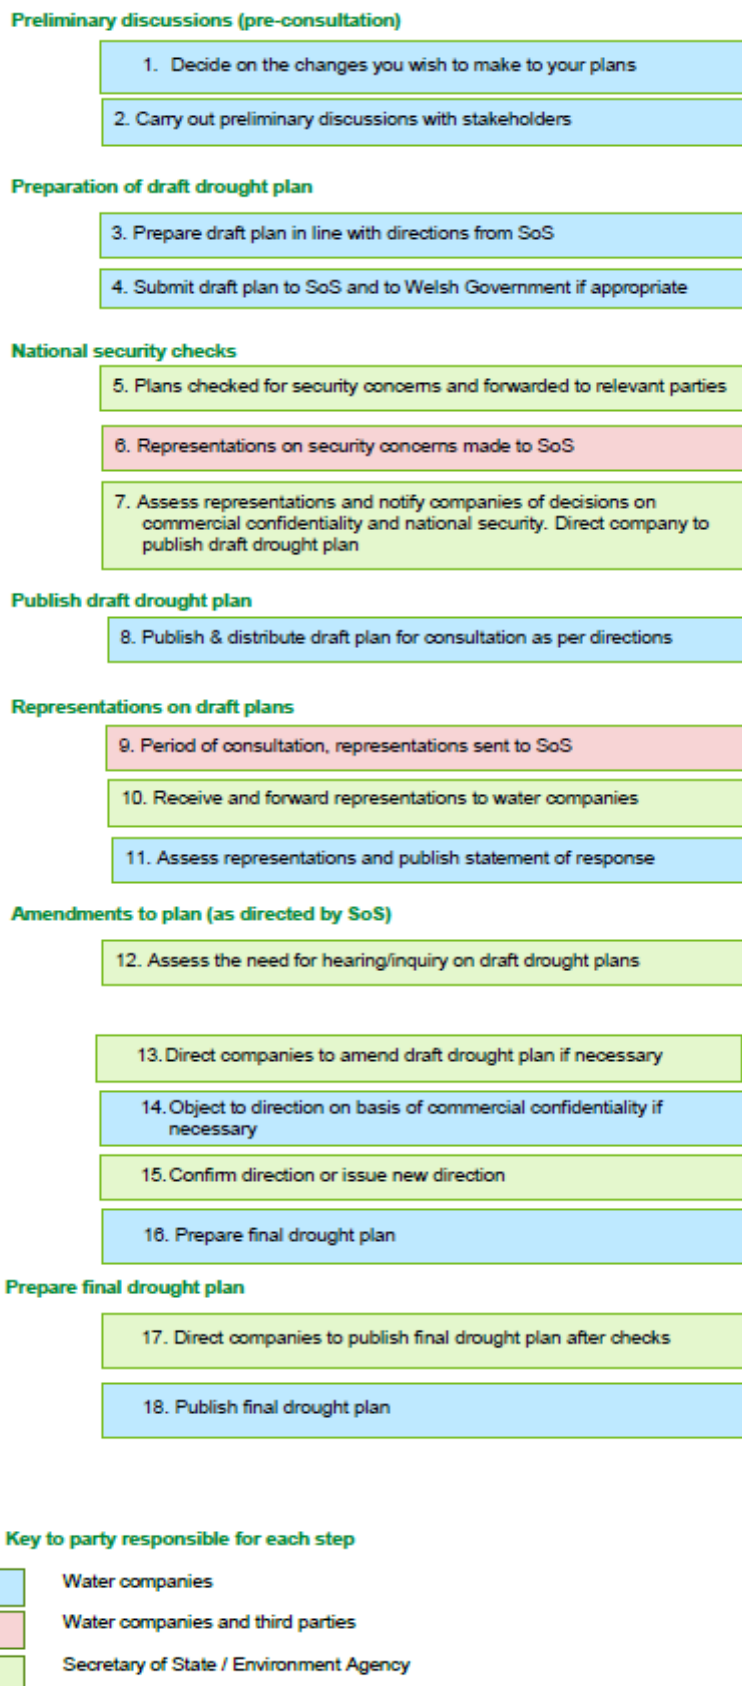 Preliminary discussions (pre-consultation)
1. Decide on the changes you wish to make to your plans
2. Carry out preliminary discussions with stakeholders
Preparation of draft drought plan
3. Prepare draft plan in line with directions from SoS
4. Submit draft plan to SoS and to Welsh Government if appropriate
National security checks
5. Plans checked for security concerns and forwarded to relevant parties
6. Representations on security concerns made to SoS
7. Assess representations and notify companies of decisions on
commercial confidentiality and national security. Direct company to
publish draft drought plan
Publish draft drought plan
8. Publish & distribute draft plan for consultation as per directions
Representations on draft plans
9. Period of consultation, representations sent to SoS
10. Receive and forward representations to water companies
11. Assess representations and publish statement of response
Amendments to plan (as directed by SoS)
12. Assess the need for hearing/inquiry on draft drought plans
13. Direct companies to amend draft drought plan if necessary
14. Object to direction on basis of commercial confidentiality if
necessary
15. Confirm direction or issue new direction
16. Prepare final drought plan
Prepare final drought plan
17. Direct companies to publish final drought plan after checks
18. Publish final drought plan
Key to party responsible for each step
Water companies
Water companies and third parties
Secretary of State / Environment Agency